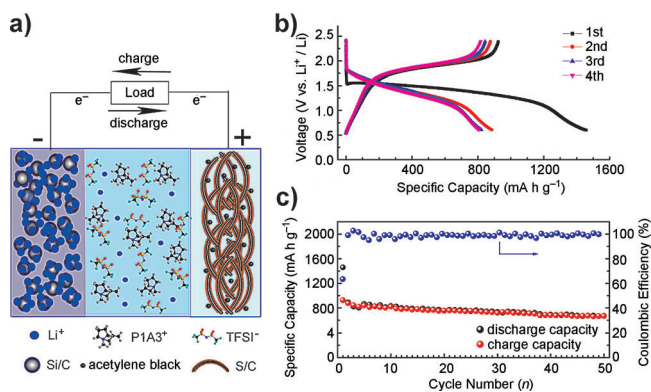 a)
charge
e⁻ Load e⁻
discharge
- +
Li⁺ P1A3⁺ TFSI⁻
Si/C acetylene black S/C
b)
Voltage (V vs. Li⁺ / Li)
2.5
2.0
1.5
1.0
0.5
1st
2nd
3rd
4th
0 400 800 1200 1600
Specific Capacity (mA h g⁻¹)
c)
Specific Capacity (mA h g⁻¹)
2000
1600
1200
800
400
0
100
80
60
40
20
0
Coulombic Efficiency (%)
discharge capacity
charge capacity
0 10 20 30 40 50
Cycle Number (n)